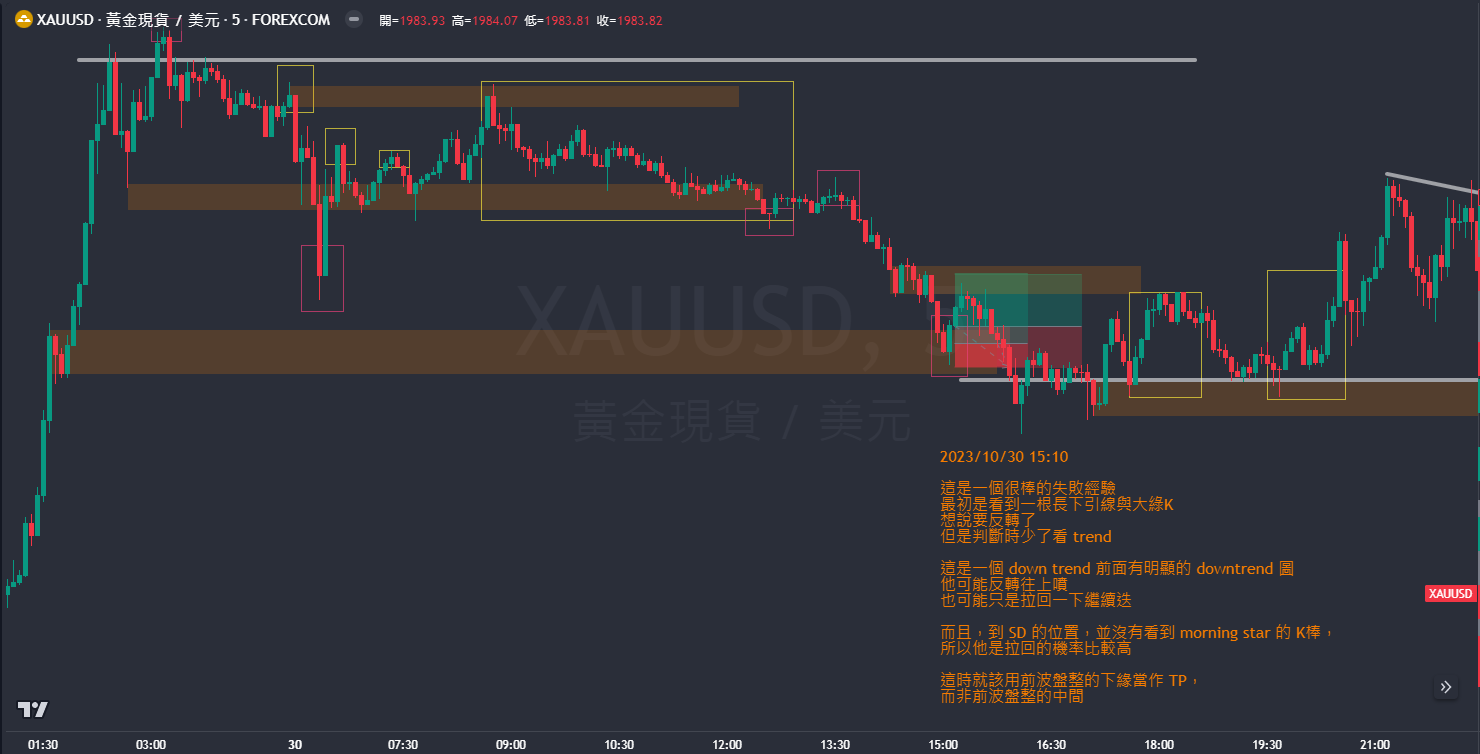 XAUUSD · 黃金現貨 / 美元 · 5 · FOREXCOM 開=1983.93 高=1984.07 低=1983.81 收=1983.82
XAUUSD, 5
黃金現貨 / 美元
2023/10/30 15:10
這是一個很棒的失敗經驗
最初是看到一根長下引線與大綠K
想說要反轉了
但是判斷時少了看 trend
這是一個 down trend 前面有明顯的 downtrend 圖
他可能反轉往上噴
也可能只是拉回一下繼續迭
而且，到 SD 的位置，並沒有看到 morning star 的 K棒，
所以他是拉回的機率比較高
這時就該用前波盤整的下緣當作 TP，
而非前波盤整的中間
XAUUSD
01:30 03:00 30 07:30 09:00 10:30 12:00 13:30 15:00 16:30 18:00 19:30 21:00